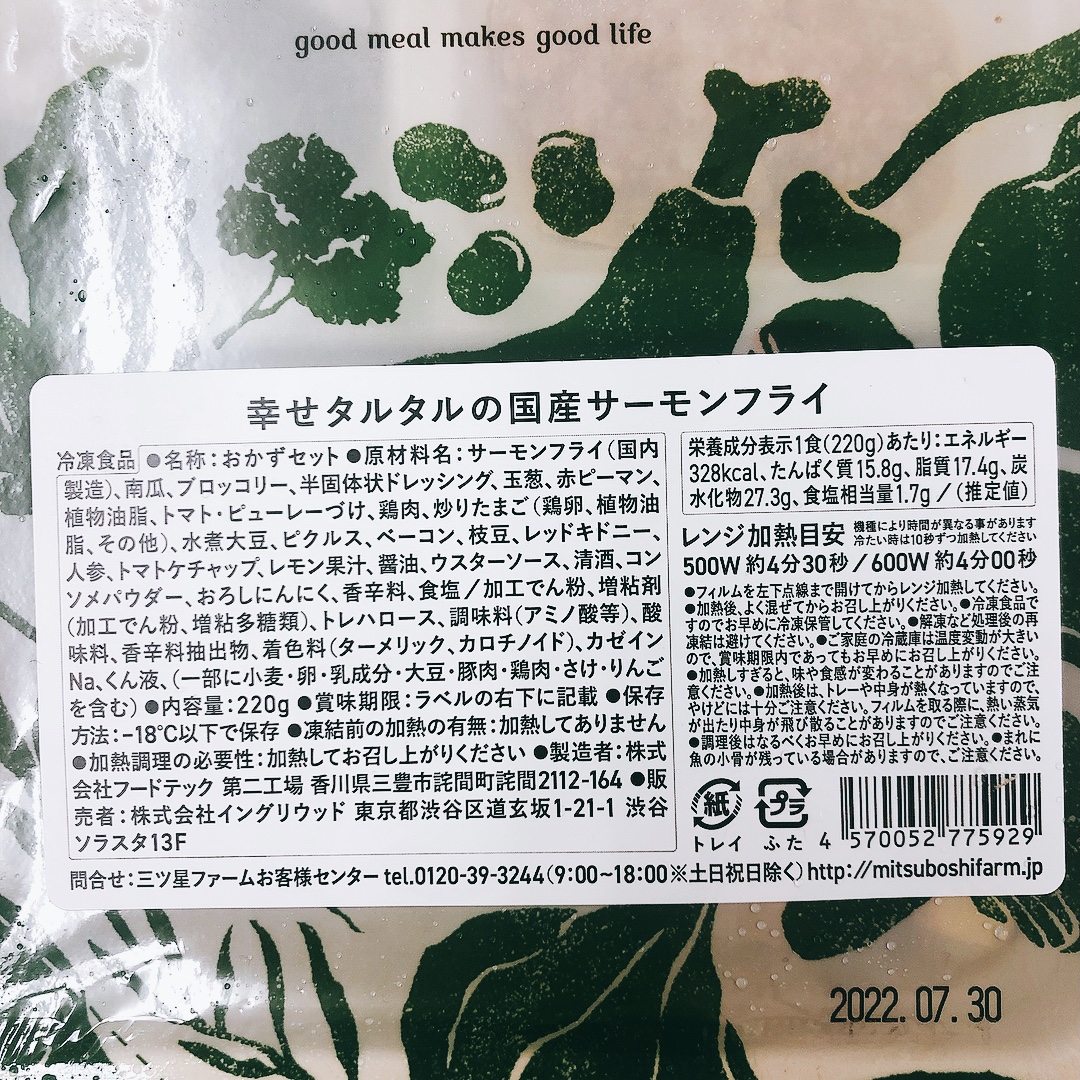 good meal makes good life
幸せタルタルの国産サーモンフライ
冷凍食品 ●名称:おかずセット ●原材料名:サーモンフライ(国内
製造)、南瓜、ブロッコリー、半固体状ドレッシング、玉葱、赤ピーマン、
植物油脂、トマト・ピューレーづけ、鶏肉、炒りたまご(鶏卵、植物油
脂、その他)、水煮大豆、ピクルス、ベーコン、枝豆、レッドキドニー、
人参、トマトケチャップ、レモン果汁、醤油、ウスターソース、清酒、コン
ソメパウダー、おろしにんにく、香辛料、食塩/加工でん粉、増粘剤
(加工でん粉、増粘多糖類)、トレハロース、調味料(アミノ酸等)、酸
味料、香辛料抽出物、着色料(ターメリック、カロチノイド)、カゼイン
Na、くん液、(一部に小麦・卵・乳成分・大豆・豚肉・鶏肉・さけ・りんご
を含む) ●内容量:220g ●賞味期限:ラベルの右下に記載 ●保存
方法:−18℃以下で保存 ●凍結前の加熱の有無:加熱してありません
●加熱調理の必要性:加熱してお召し上がりください ●製造者:株式
会社フードテック 第二工場 香川県三豊市詫間町詫間2112-164 ●販
売者:株式会社イングリウッド 東京都渋谷区道玄坂1-21-1 渋谷
ソラスタ13F
栄養成分表示1食(220g)あたり:エネルギー
328kcal、たんぱく質15.8g、脂質17.4g、炭
水化物27.3g、食塩相当量1.7g/(推定値)
レンジ加熱目安 機種により時間が異なる事があります
冷たい時は10秒ずつ加熱してください
500W 約4分30秒/600W 約4分00秒
●フィルムを左下点線まで開けてからレンジ加熱してください。
●加熱後、よく混ぜてからお召し上がりください。●冷凍食品で
すのでお早めに冷凍保管してください。●解凍など処理後の再
凍結は避けてください。●ご家庭の冷蔵庫は温度変動が大きい
ので、賞味期限内であってもお早めにお召し上がりください。
●加熱しすぎると、味や食感が変わることがありますのでご注
意ください。●加熱後は、トレーや中身が熱くなっていますので、
やけどには十分ご注意ください。フィルムを取る際に、熱い蒸気
が出たり中身が飛び散ることがありますのでご注意ください。
●調理後はなるべくお早めにお召し上がりください。●まれに
魚の小骨が残っている場合がありますので、ご注意ください。
紙 プラ
トレイ ふた 4 570052 775929
問合せ:三ツ星ファームお客様センター tel.0120-39-3244(9:00~18:00※土日祝日除く) http://mitsuboshifarm.jp
2022.07.30